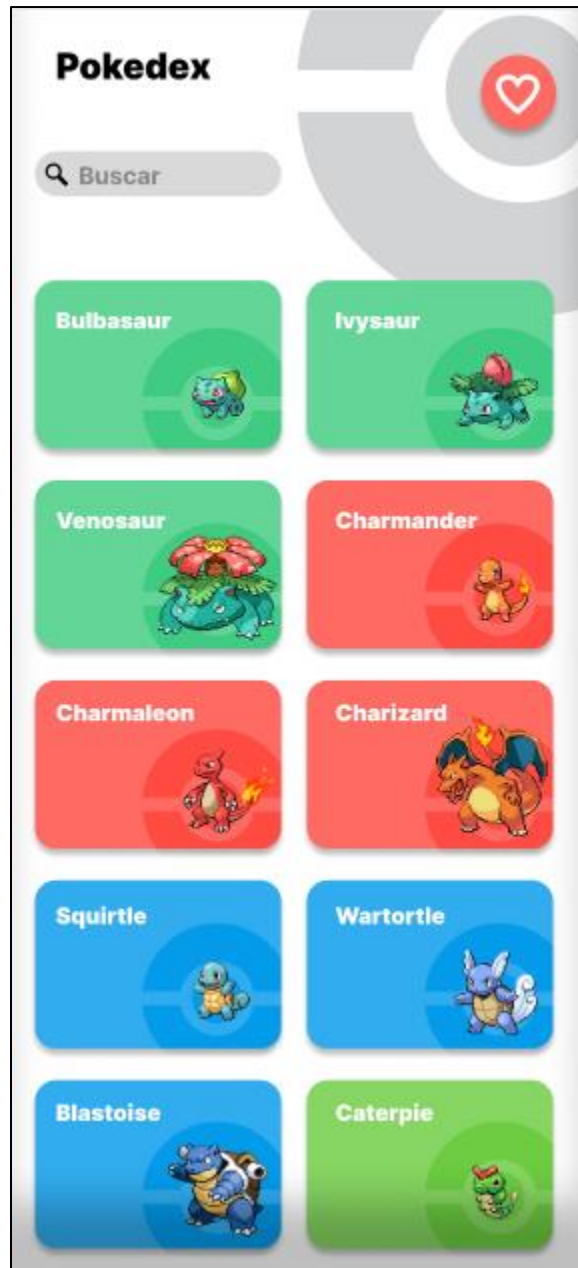 Pokedex
Buscar
Bulbasaur
Ivysaur
Venosaur
Charmander
Charmaleon
Charizard
Squirtle
Wartortle
Blastoise
Caterpie